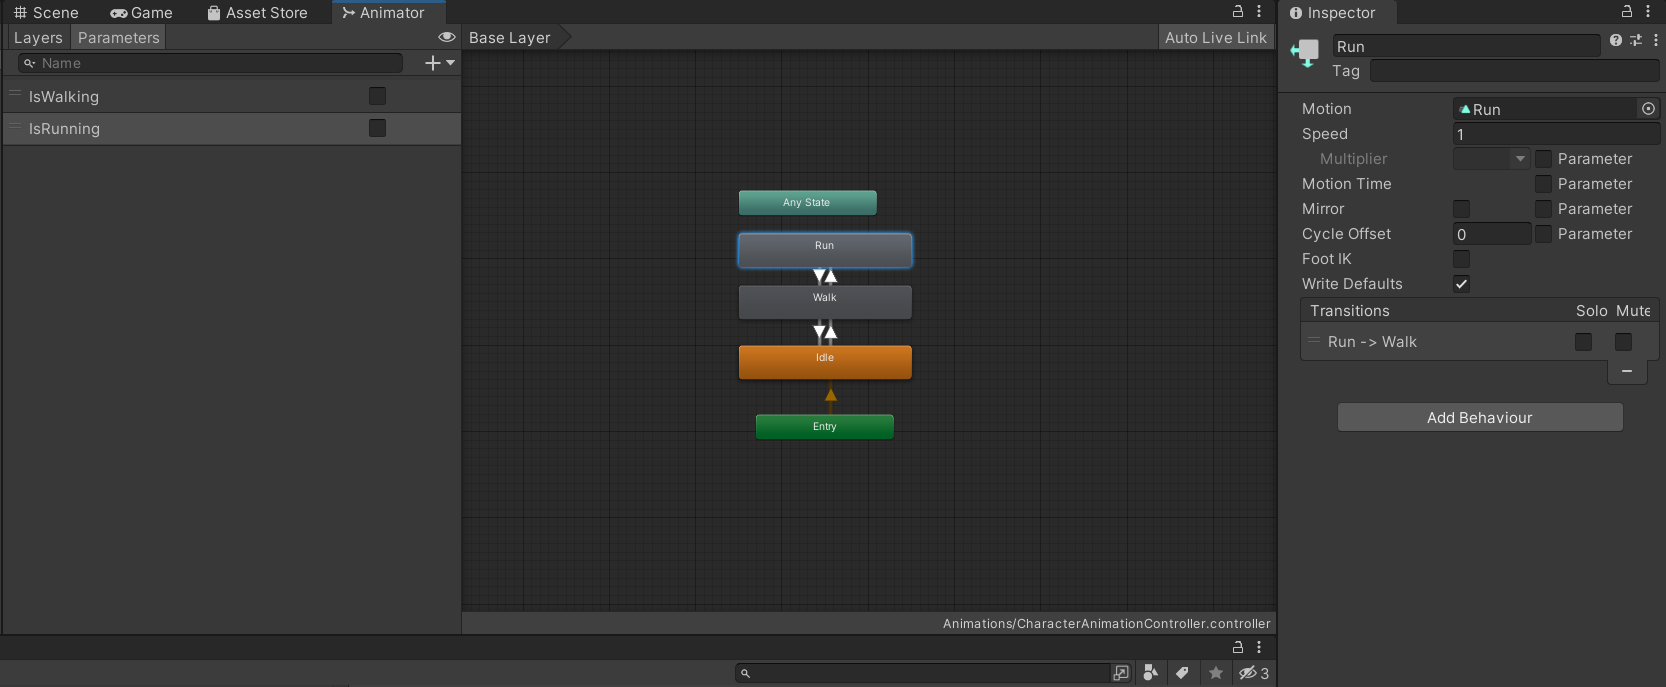 Scene Game Asset Store Animator
Layers Parameters
Name
IsWalking
IsRunning
Base Layer Auto Live Link
Any State
Run
Walk
Idle
Entry
Animations/CharacterAnimationController.controller
3
Inspector
Run
Tag
Motion Run
Speed 1
Multiplier Parameter
Motion Time Parameter
Mirror Parameter
Cycle Offset 0 Parameter
Foot IK
Write Defaults
Transitions Solo Mute
Run -> Walk
Add Behaviour